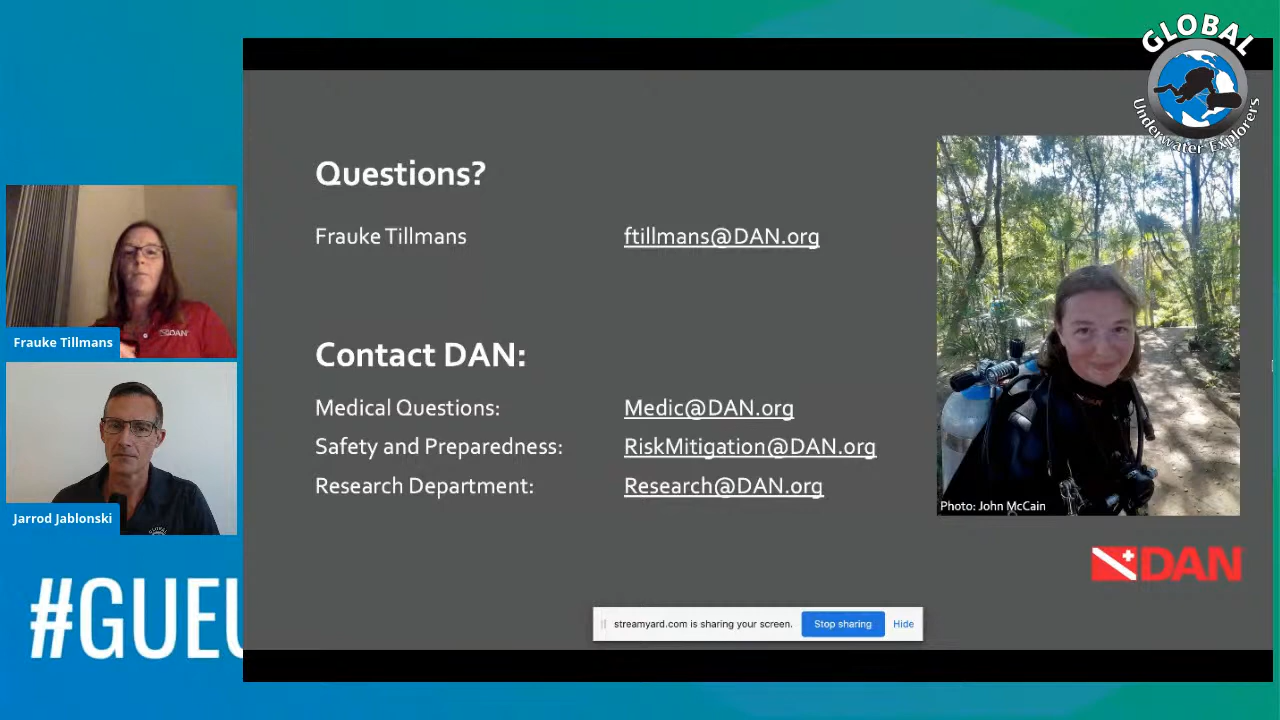 GLOBAL
Underwater Explorers
Questions?
Frauke Tillmans ftillmans@DAN.org
Contact DAN:
Medical Questions: Medic@DAN.org
Safety and Preparedness: RiskMitigation@DAN.org
Research Department: Research@DAN.org
Photo: John McCain
DAN
DAN
Frauke Tillmans
Jarrod Jablonski
#GUEU
streamyard.com is sharing your screen. Stop sharing Hide